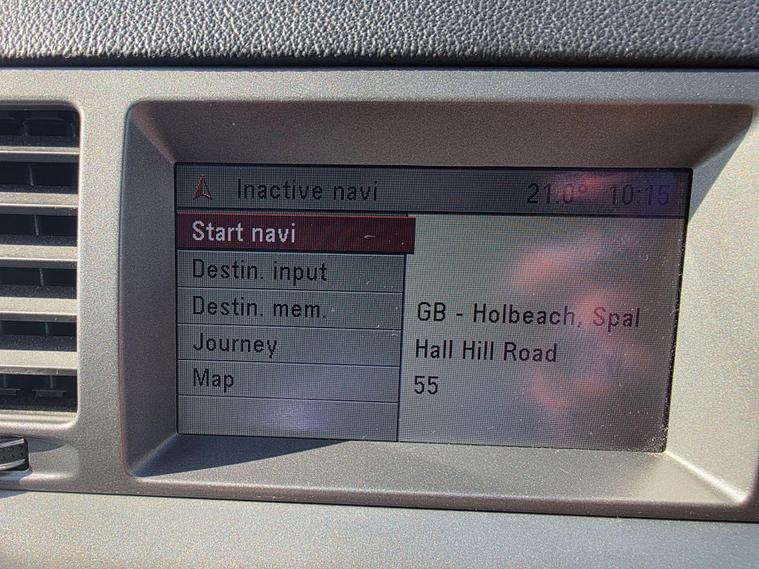 Inactive navi 21.0° 10:15
Start navi
Destin. input
Destin. mem.
Journey
Map
GB - Holbeach, Spal
Hall Hill Road
55